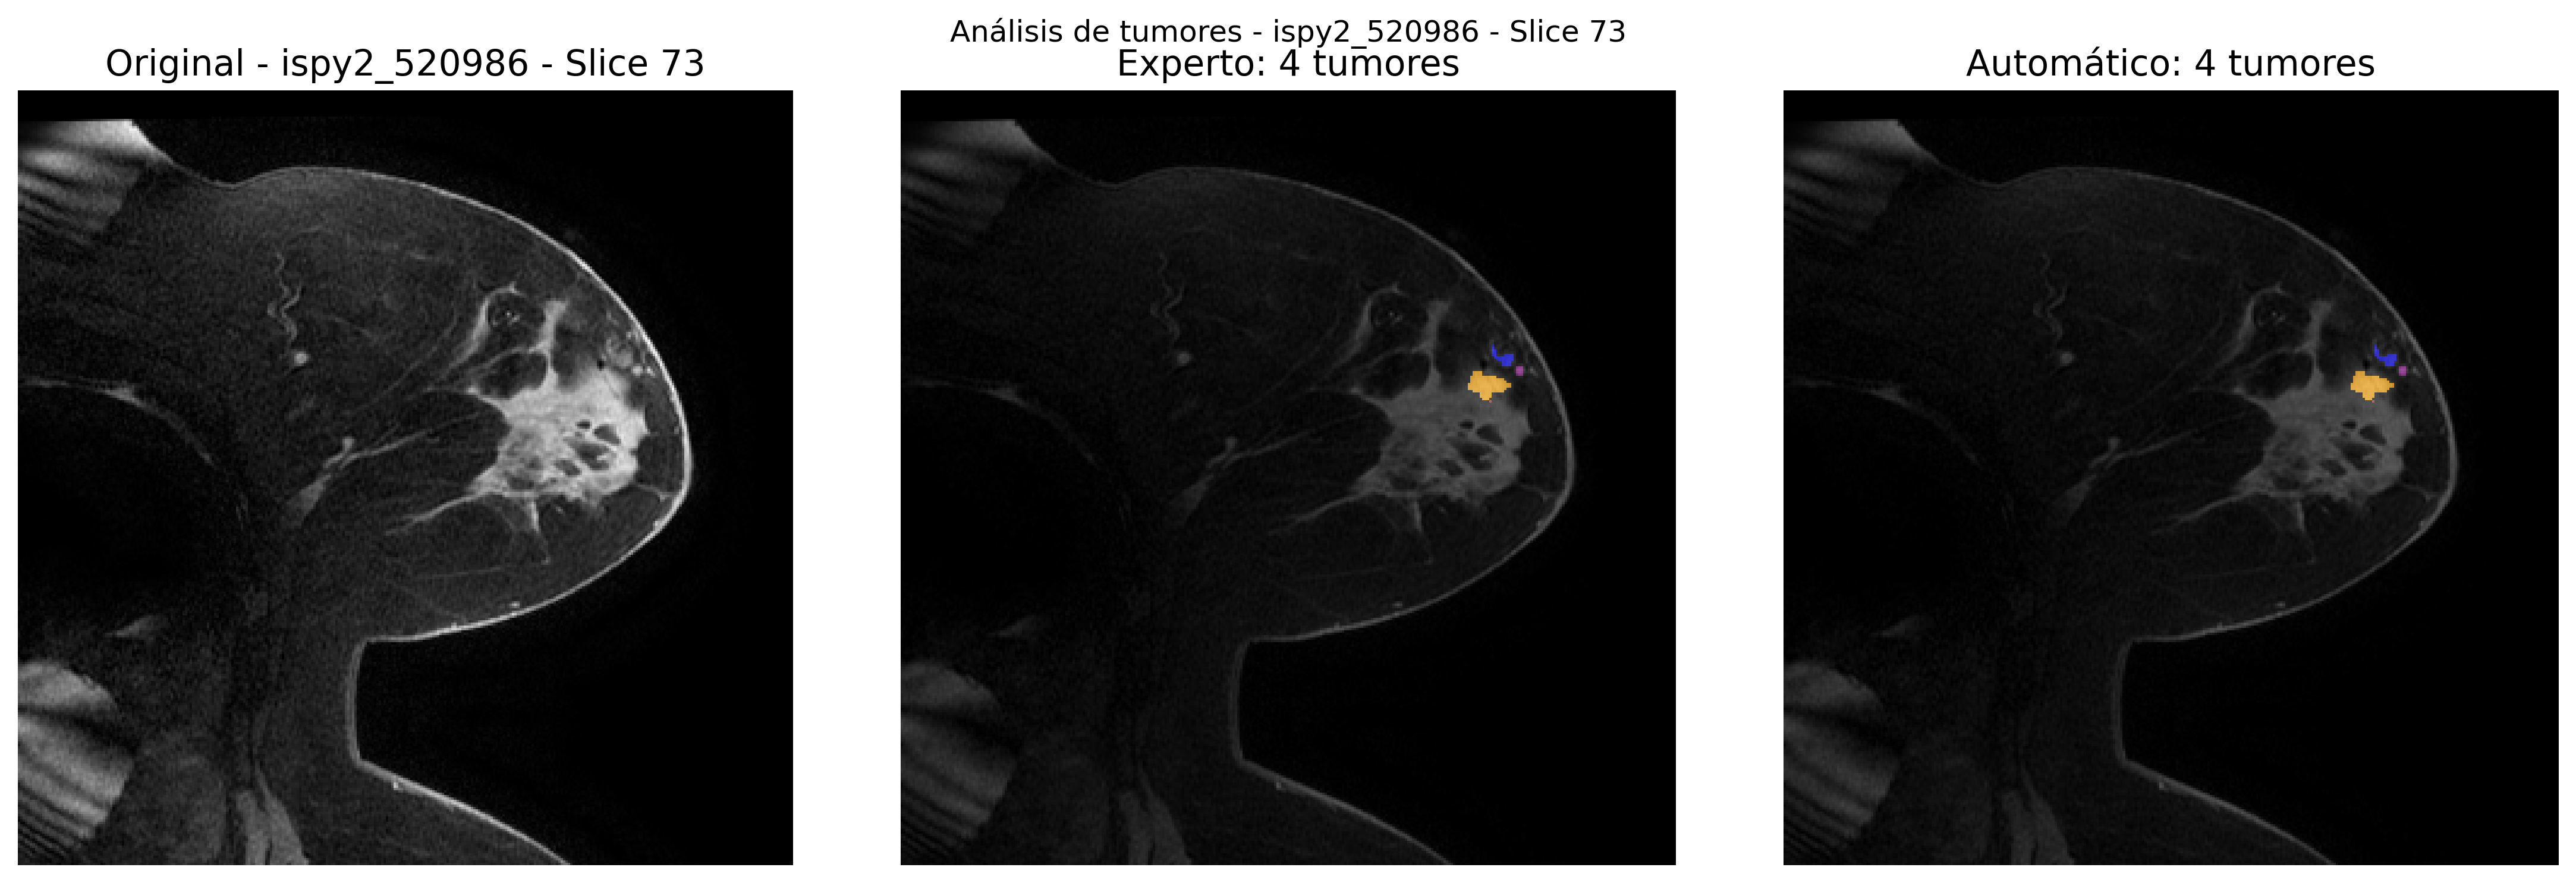 Análisis de tumores - ispy2_520986 - Slice 73
Original - ispy2_520986 - Slice 73
Experto: 4 tumores
Automático: 4 tumores